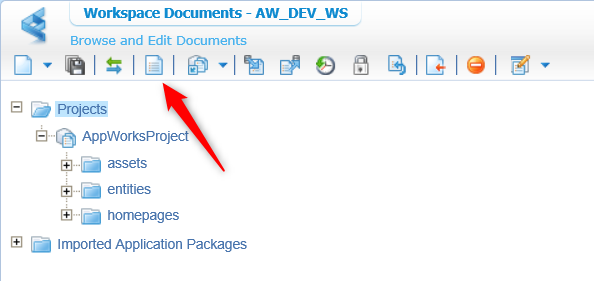 Workspace Documents - AW_DEV_WS
Browse and Edit Documents
Projects
AppWorksProject
assets
entities
homepages
Imported Application Packages